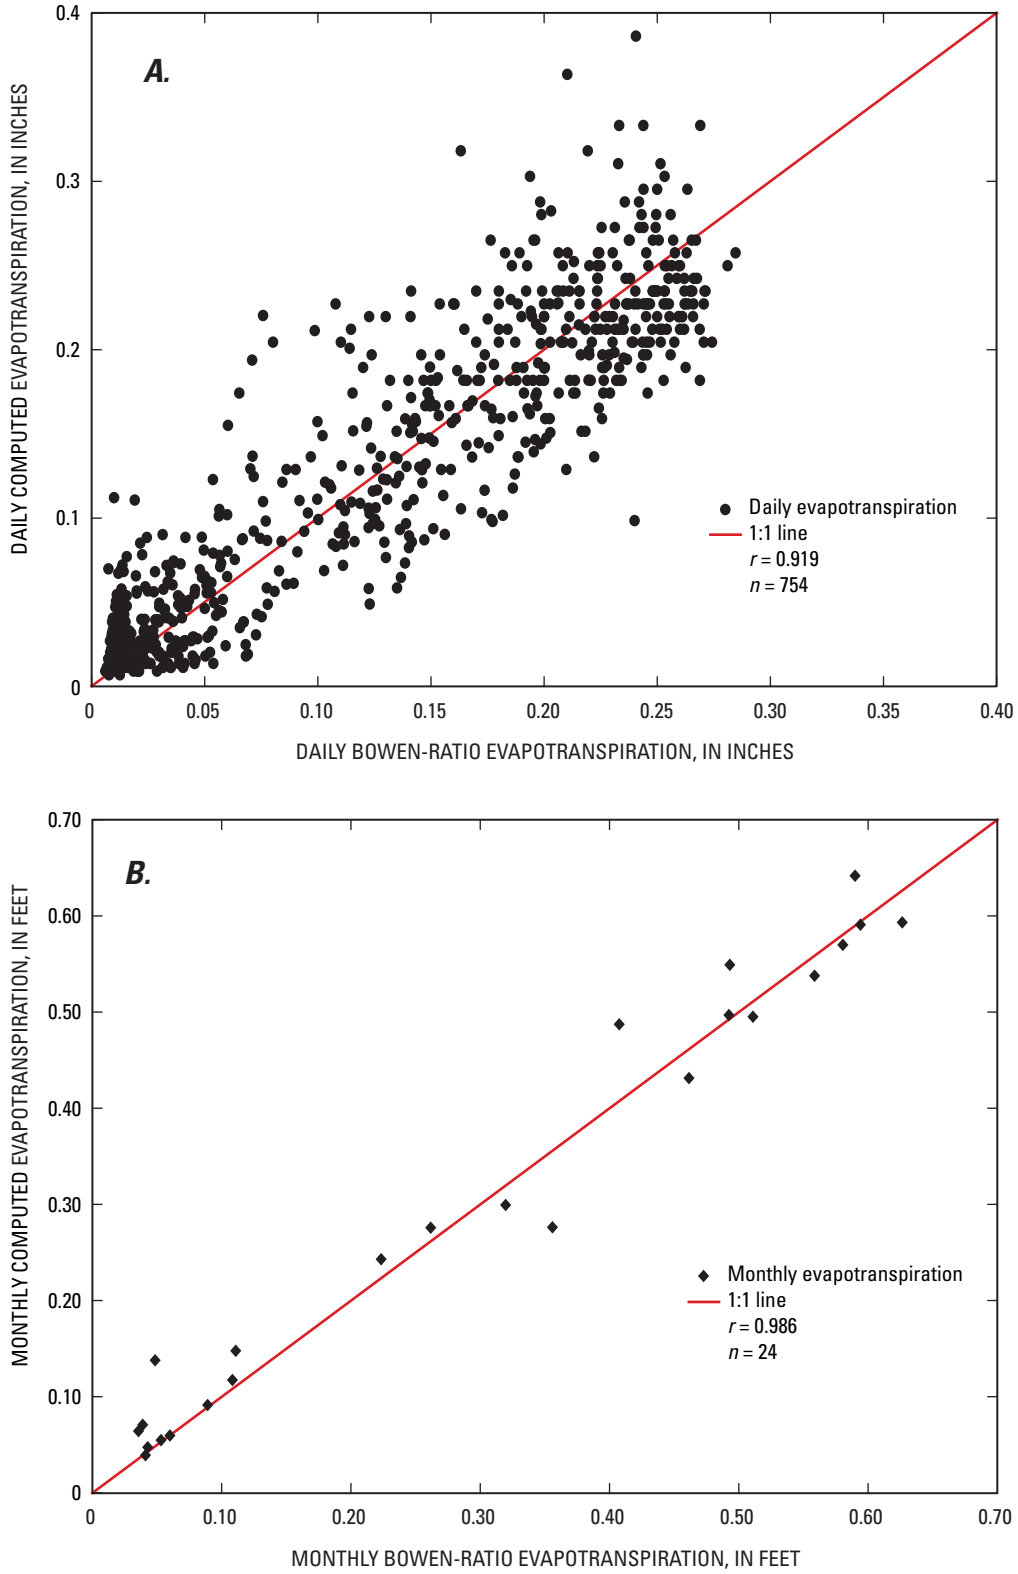 A.
DAILY COMPUTED EVAPOTRANSPIRATION, IN INCHES
0.4
0.3
0.2
0.1
0
Daily evapotranspiration
1:1 line
r = 0.919
n = 754
0 0.05 0.10 0.15 0.20 0.25 0.30 0.35 0.40
DAILY BOWEN-RATIO EVAPOTRANSPIRATION, IN INCHES
B.
MONTHLY COMPUTED EVAPOTRANSPIRATION, IN FEET
0.70
0.60
0.50
0.40
0.30
0.20
0.10
0
Monthly evapotranspiration
1:1 line
r = 0.986
n = 24
0 0.10 0.20 0.30 0.40 0.50 0.60 0.70
MONTHLY BOWEN-RATIO EVAPOTRANSPIRATION, IN FEET